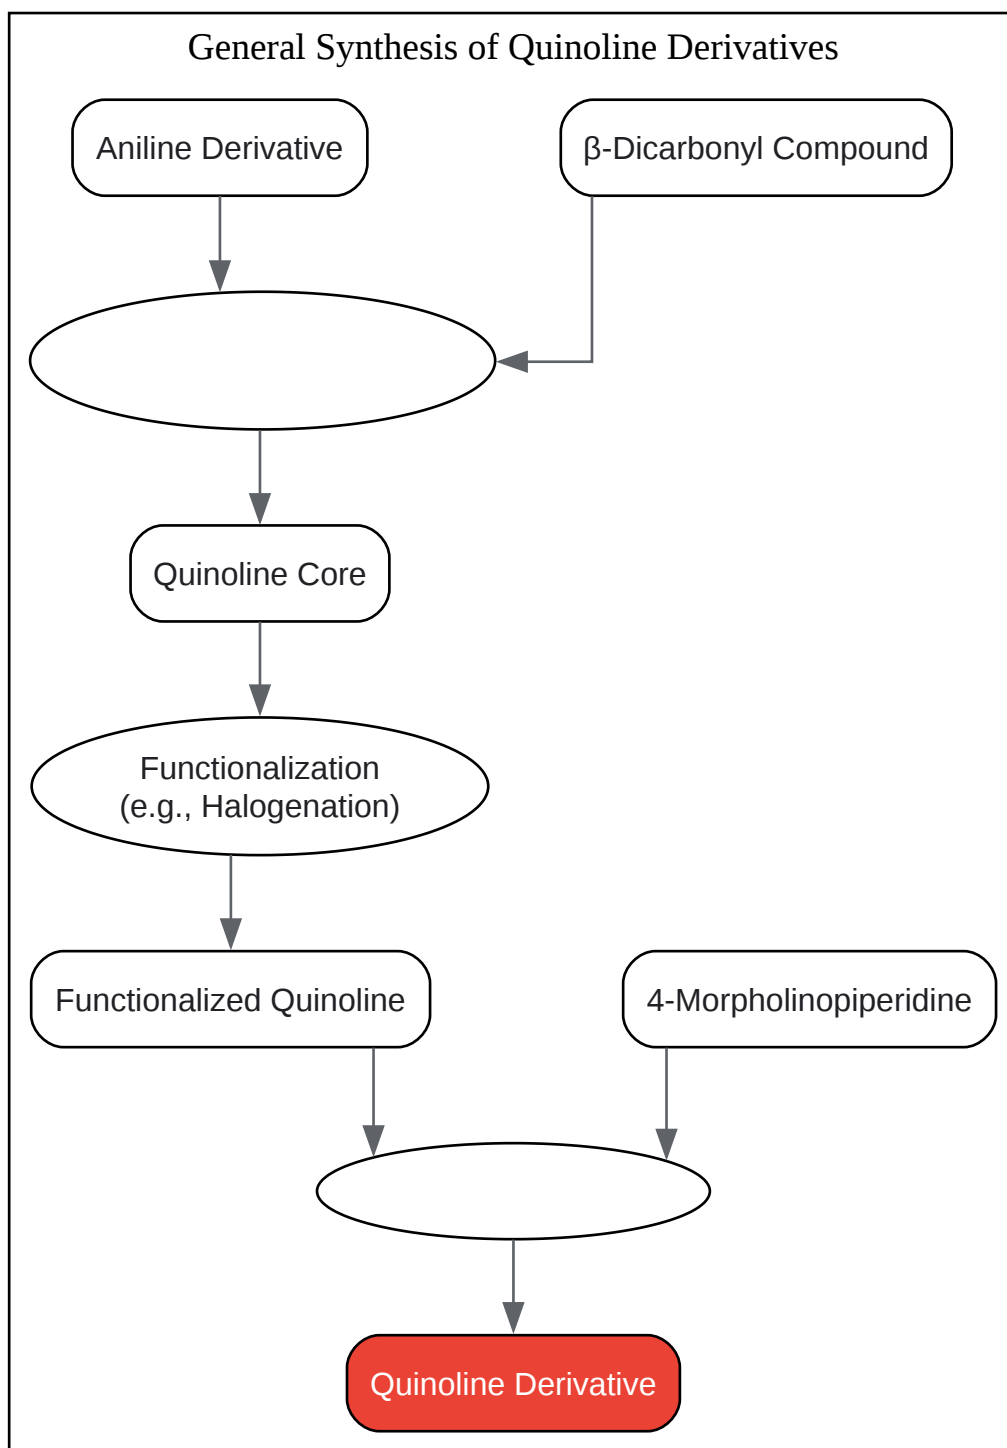 General Synthesis of Quinoline Derivatives
Aniline Derivative
β-Dicarbonyl Compound
Quinoline Core
Functionalization
(e.g., Halogenation)
Functionalized Quinoline
4-Morpholinopiperidine
Quinoline Derivative